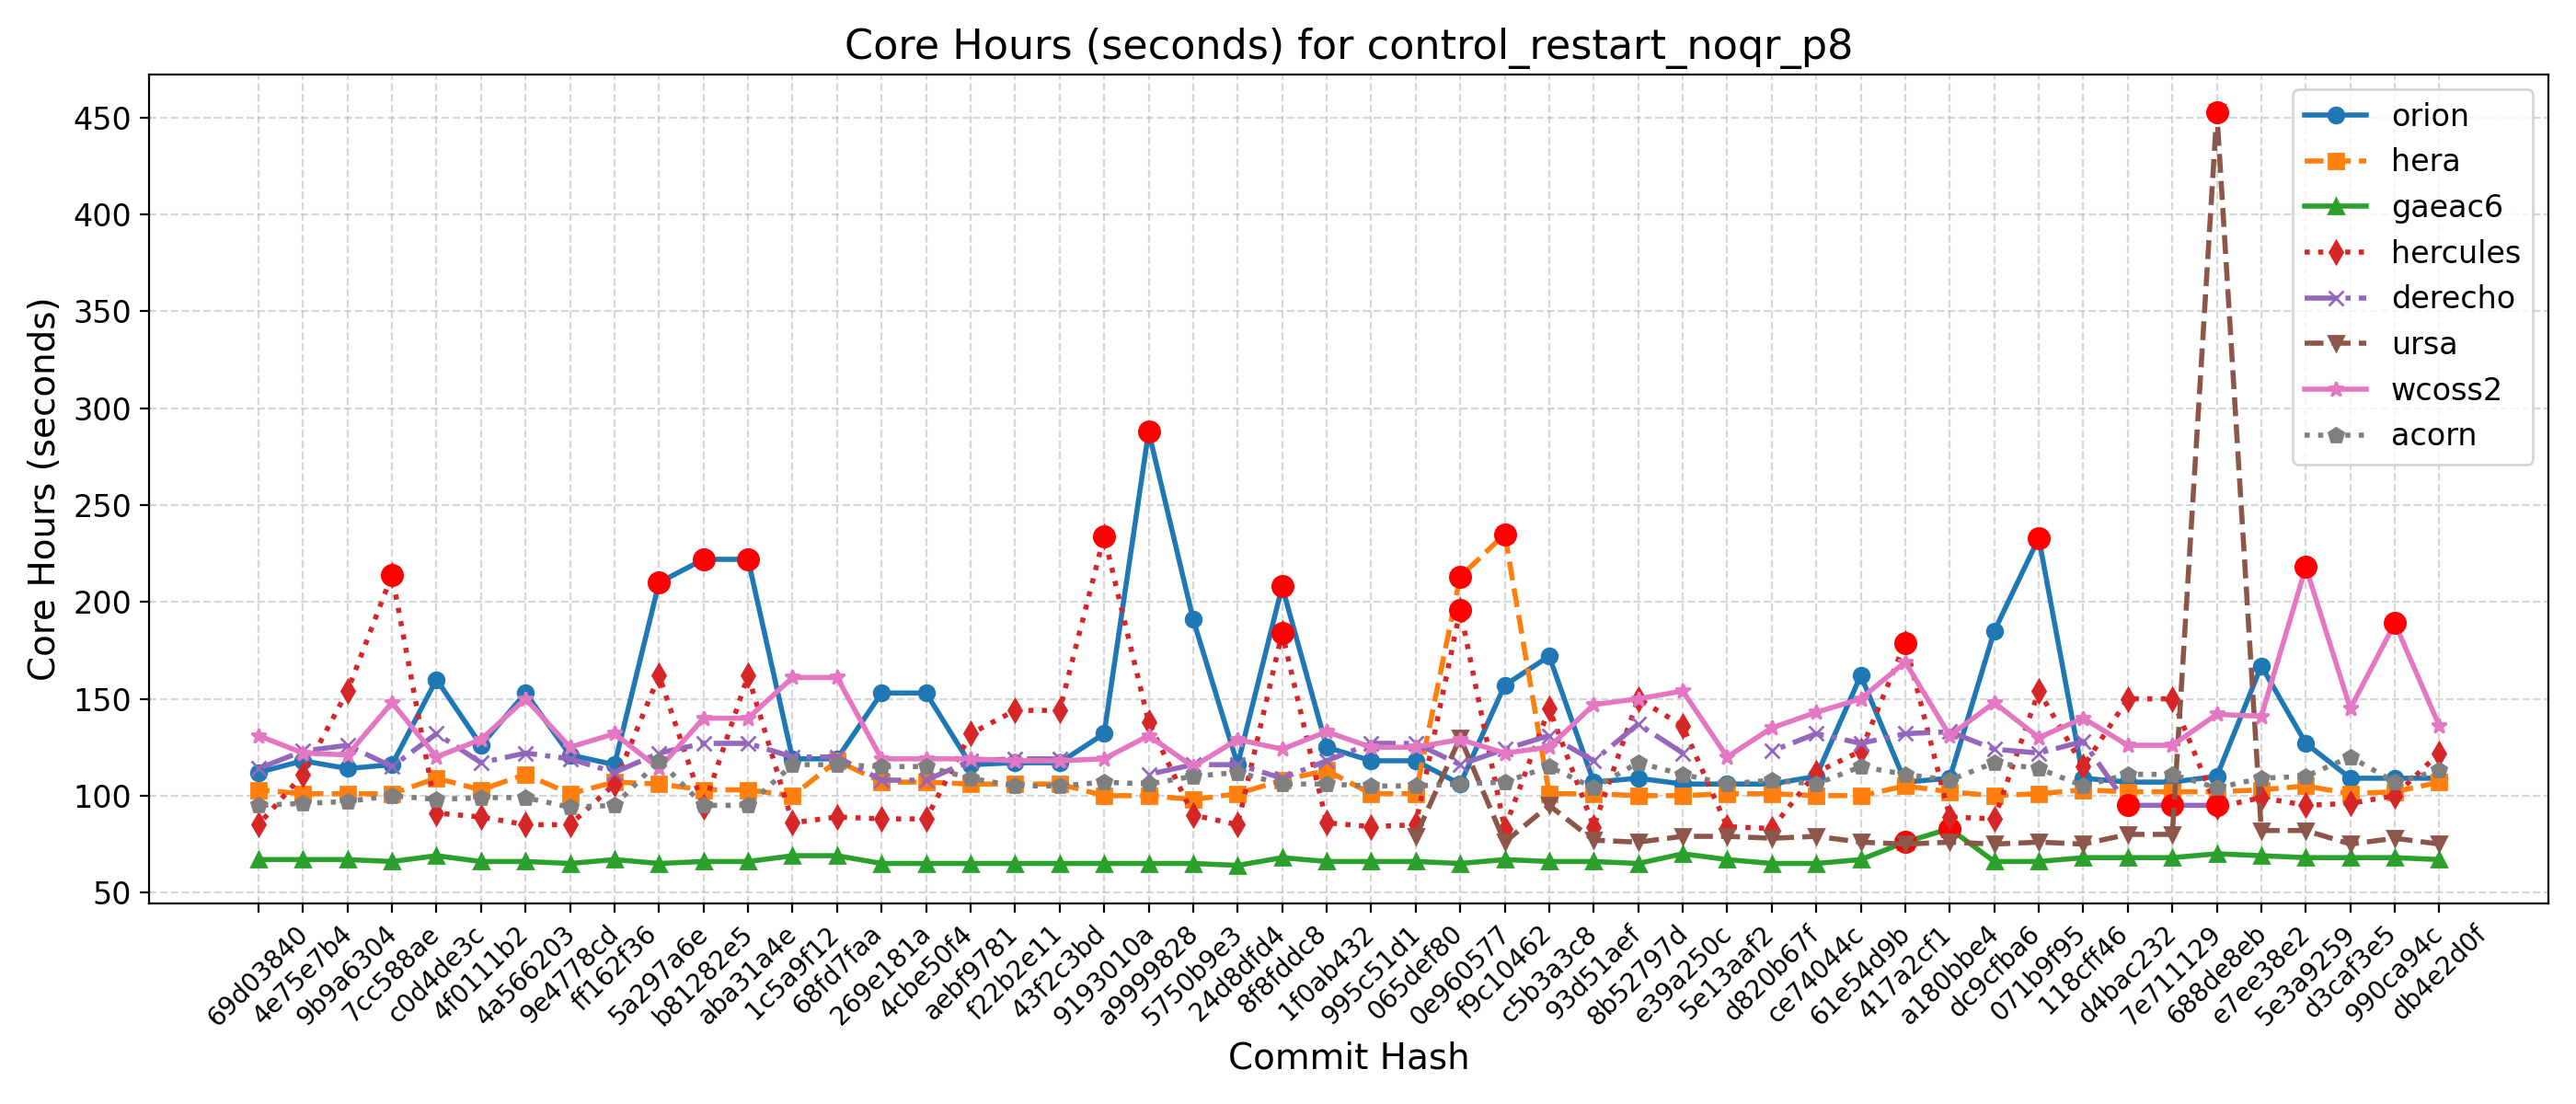 Core Hours (seconds) for control_restart_noqr_p8
Core Hours (seconds)
450
400
350
300
250
200
150
100
50
orion
hera
gaeac6
hercules
derecho
ursa
wcoss2
acorn
69d03840
4e75e7b4
9b9a6304
7cc588ae
c0d4de3c
4f0111b2
4a566203
9e4778cd
ff162f36
5a297a6e
b81282e5
aba31a4e
1c5a9f12
68fd7faa
269e181a
4cbe50f4
aebf9781
f22b2e11
43f2c3bd
9193010a
a9999828
5750b9e3
24d8dfd4
8f8fddc8
1f0ab432
995c51d1
065def80
0e960577
f9c10462
c5b3a3c8
93d51aef
8b52797d
e39a250c
5e13aaf2
d820b67f
ce74044c
61e54d9b
417a2cf1
a180bbe4
dc9cfba6
071b9f95
118cff46
d4bac232
7e711129
688de8eb
e7ee38e2
5e3a9259
d3caf3e5
990ca94c
db4e2d0f
Commit Hash